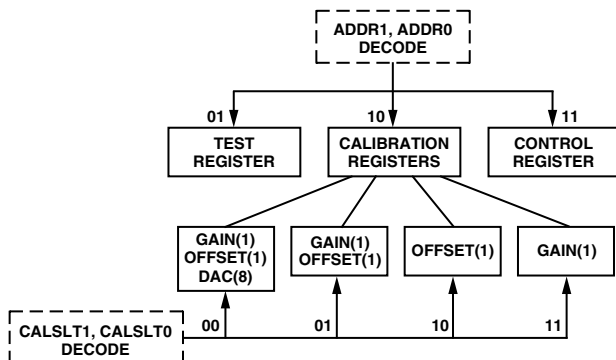 ADDR1, ADDR0
DECODE
01
10
11
TEST
REGISTER
CALIBRATION
REGISTERS
CONTROL
REGISTER
GAIN(1)
OFFSET(1)
DAC(8)
GAIN(1)
OFFSET(1)
OFFSET(1)
GAIN(1)
CALSLT1, CALSLT0
DECODE
00
01
10
11